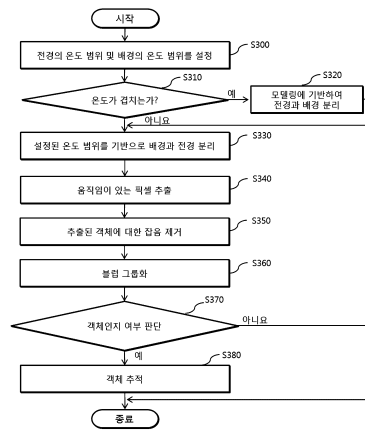 시작
전경의 온도 범위 및 배경의 온도 범위를 설정
S300
온도가 겹치는가?
S310
예
모델링에 기반하여
전경과 배경 분리
S320
아니요
설정된 온도 범위를 기반으로 배경과 전경 분리
S330
움직임이 있는 픽셀 추출
S340
추출된 객체에 대한 잡음 제거
S350
블럽 그룹화
S360
객체인지 여부 판단
S370
아니요
예
객체 추적
S380
종료